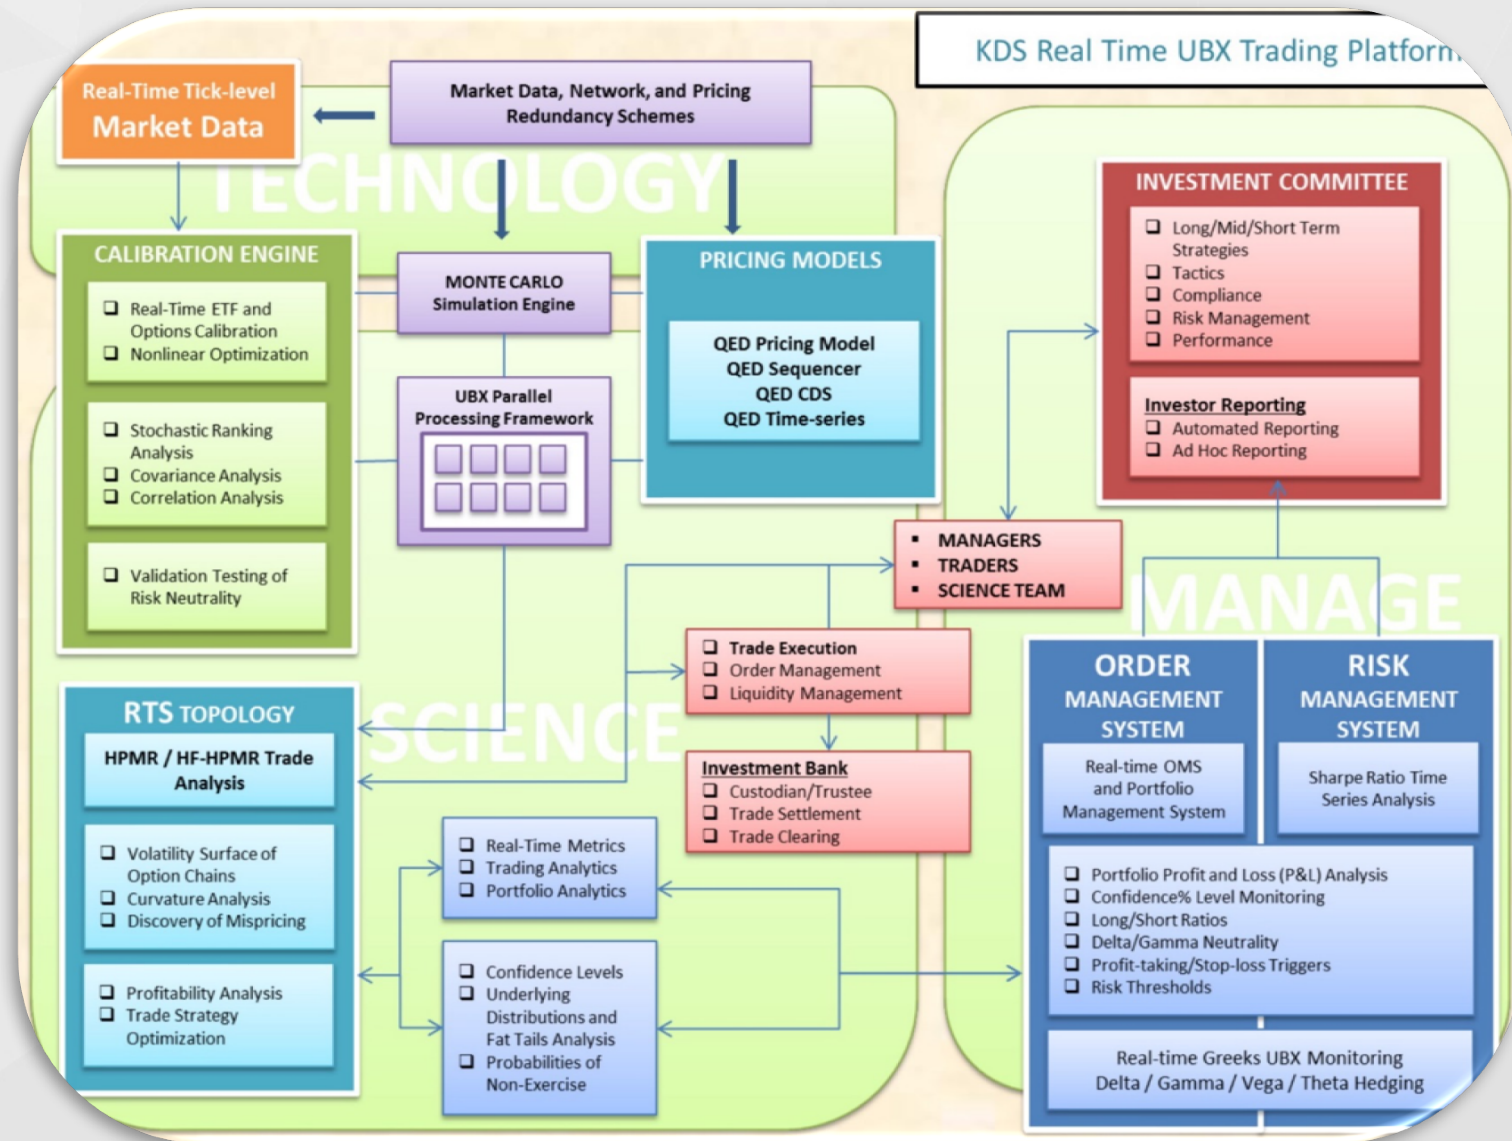 KDS Real Time UBX Trading Platform
Real-Time Tick-level
Market Data
Market Data, Network, and Pricing
Redundancy Schemes
TECHNOLOGY
CALIBRATION ENGINE
❑ Real-Time ETF and
Options Calibration
❑ Nonlinear Optimization
❑ Stochastic Ranking
Analysis
❑ Covariance Analysis
❑ Correlation Analysis
❑ Validation Testing of
Risk Neutrality
MONTE CARLO
Simulation Engine
UBX Parallel
Processing Framework
PRICING MODELS
QED Pricing Model
QED Sequencer
QED CDS
QED Time-series
INVESTMENT COMMITTEE
❑ Long/Mid/Short Term
Strategies
❑ Tactics
❑ Compliance
❑ Risk Management
❑ Performance
Investor Reporting
❑ Automated Reporting
❑ Ad Hoc Reporting
▪ MANAGERS
▪ TRADERS
▪ SCIENCE TEAM
MANAGE
❑ Trade Execution
❑ Order Management
❑ Liquidity Management
SCIENCE
Investment Bank
❑ Custodian/Trustee
❑ Trade Settlement
❑ Trade Clearing
RTS TOPOLOGY
HPMR / HF-HPMR Trade
Analysis
❑ Volatility Surface of
Option Chains
❑ Curvature Analysis
❑ Discovery of Mispricing
❑ Profitability Analysis
❑ Trade Strategy
Optimization
❑ Real-Time Metrics
❑ Trading Analytics
❑ Portfolio Analytics
❑ Confidence Levels
❑ Underlying
Distributions and
Fat Tails Analysis
❑ Probabilities of
Non-Exercise
ORDER
MANAGEMENT
SYSTEM
Real-time OMS
and Portfolio
Management System
RISK
MANAGEMENT
SYSTEM
Sharpe Ratio Time
Series Analysis
❑ Portfolio Profit and Loss (P&L) Analysis
❑ Confidence% Level Monitoring
❑ Long/Short Ratios
❑ Delta/Gamma Neutrality
❑ Profit-taking/Stop-loss Triggers
❑ Risk Thresholds
Real-time Greeks UBX Monitoring
Delta / Gamma / Vega / Theta Hedging